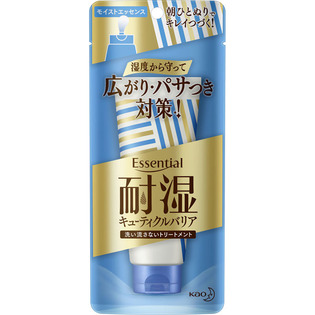 モイストエッセンス
朝ひとぬりで、
キレイつづく!
湿度から守って
広がり・パサつき
対策!
Essential
耐湿
キューティクルバリア
洗い流さないトリートメント
Kao